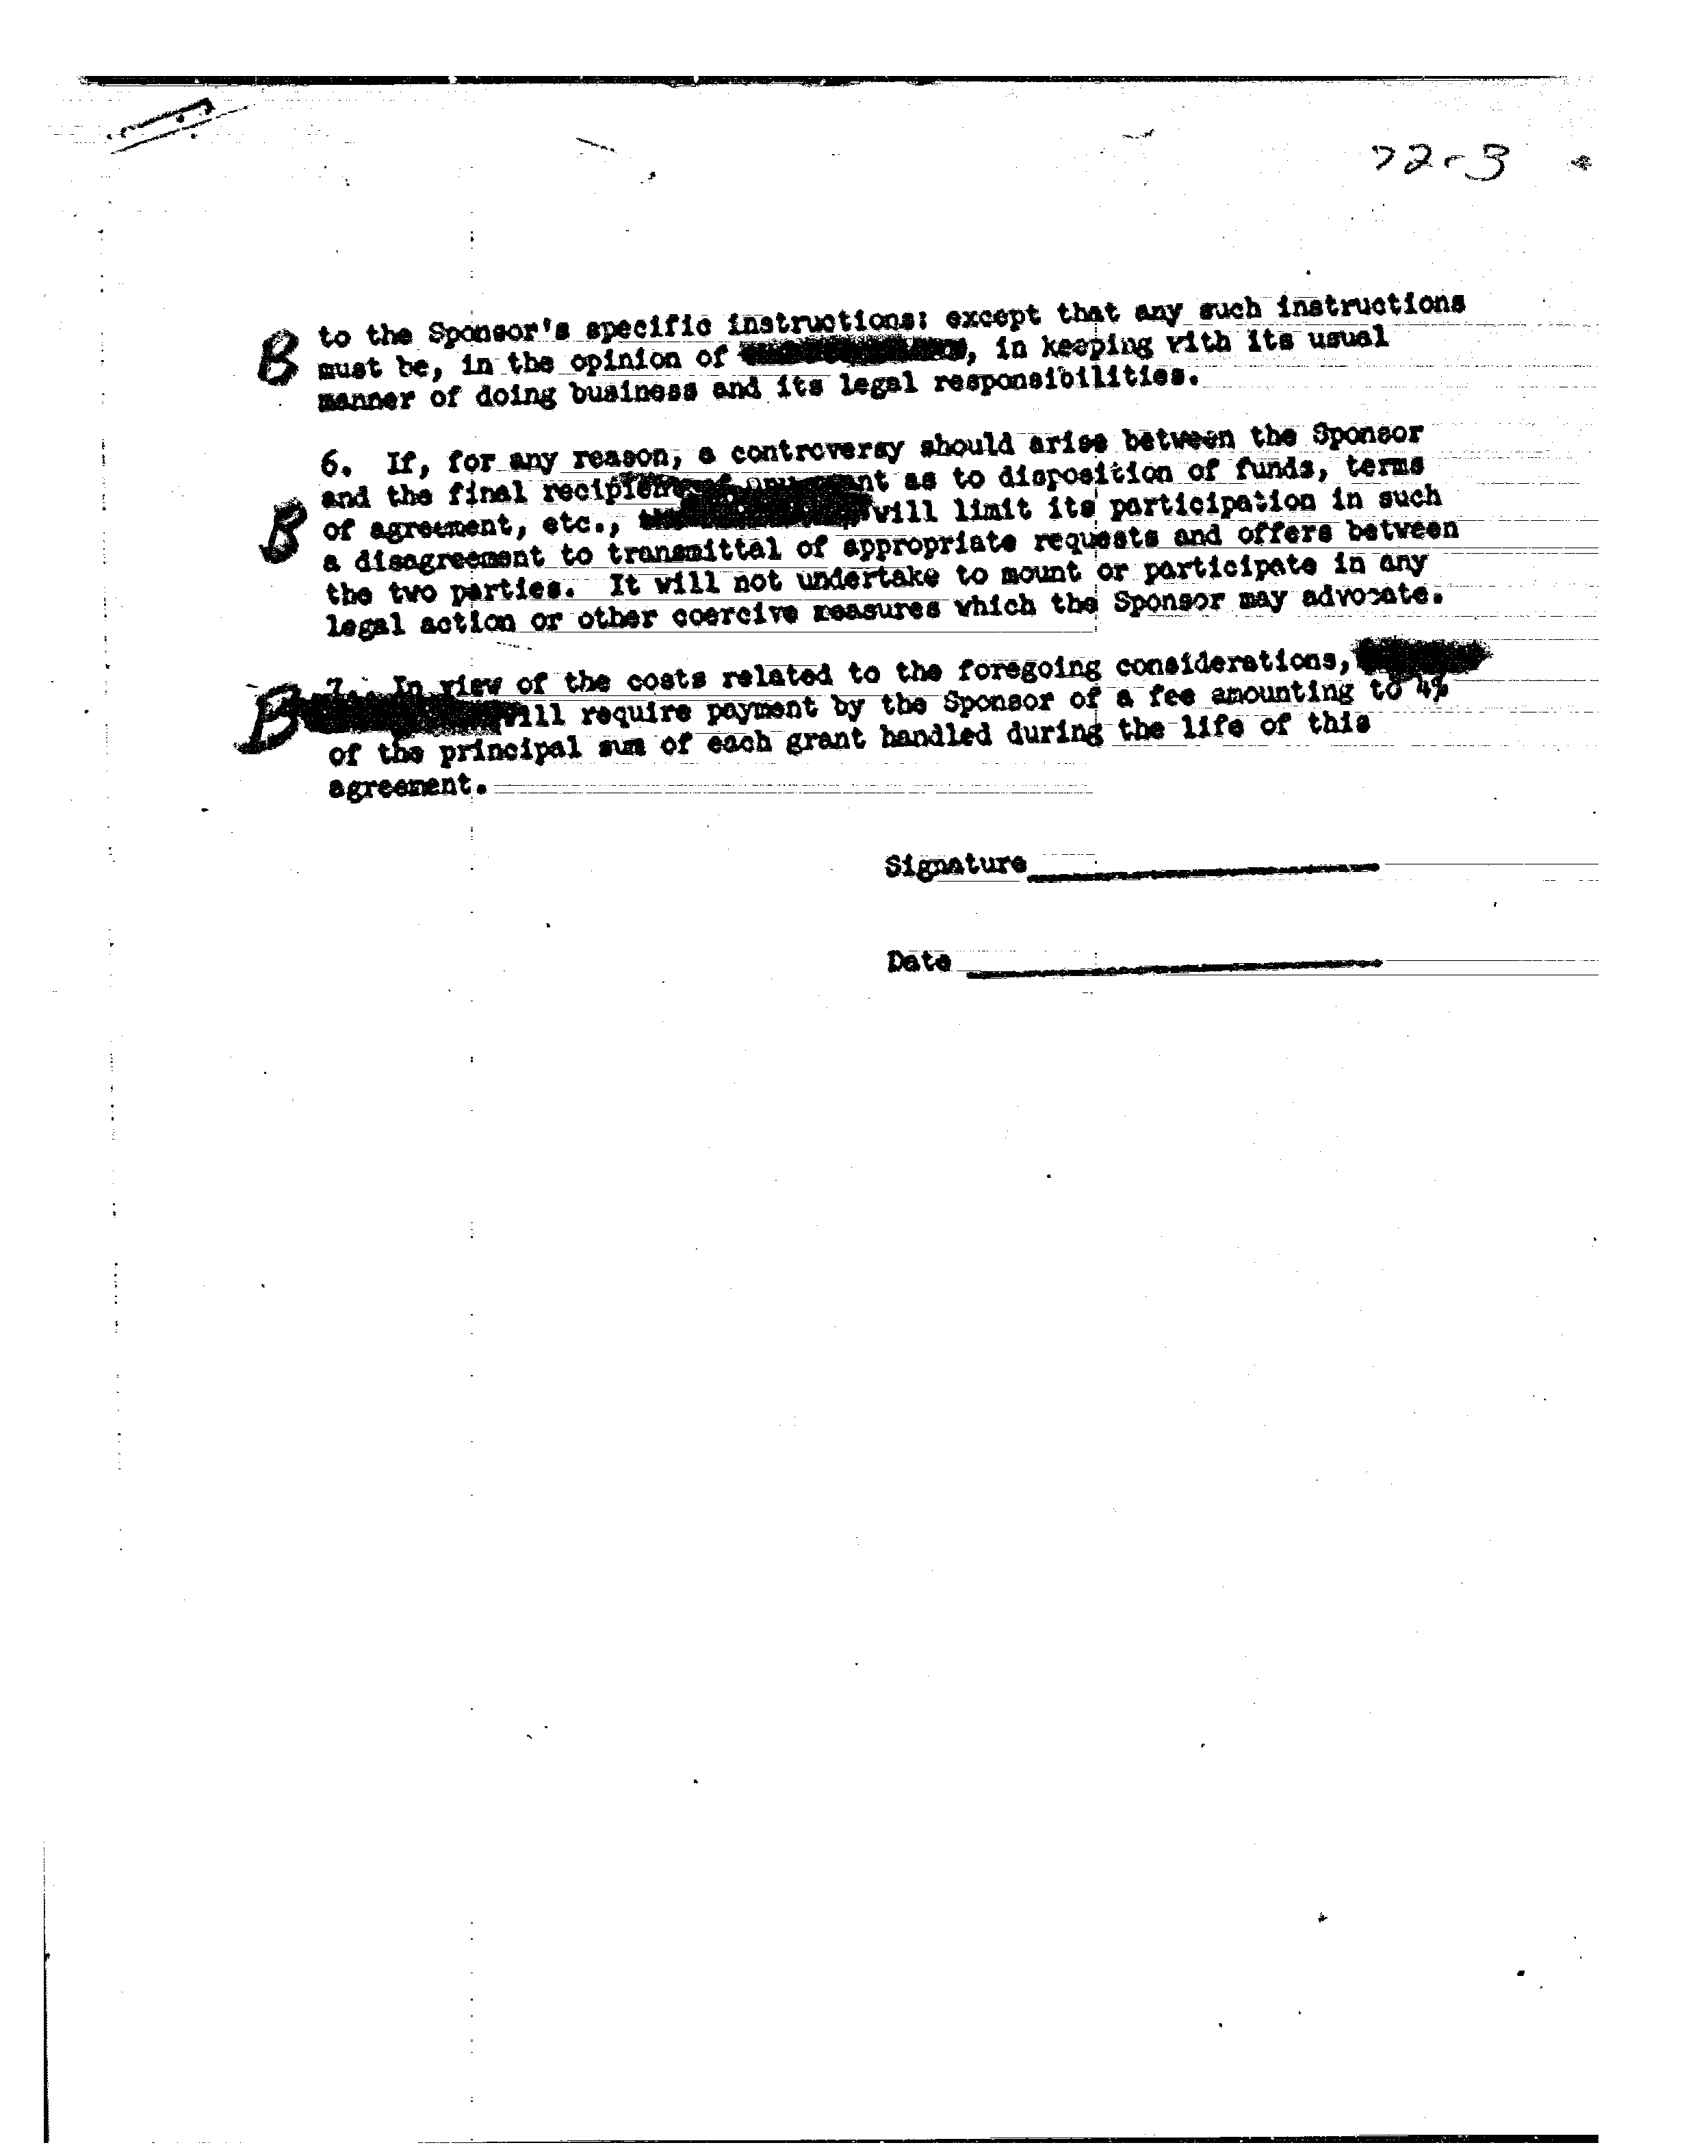 72-3
B to the Sponsor's specific instructions: except that any such instructions
must be, in the opinion of , in keeping with its usual
manner of doing business and its legal responsibilities.
6. If, for any reason, a controversy should arise between the Sponsor
and the final recipient of any grant as to disposition of funds, terms
B of agreement, etc., will limit its participation in such
a disagreement to transmittal of appropriate requests and offers between
the two parties. It will not undertake to mount or participate in any
legal action or other coercive measures which the Sponsor may advocate.
7. In view of the costs related to the foregoing considerations,
B will require payment by the Sponsor of a fee amounting to 4%
of the principal sum of each grant handled during the life of this
agreement.
Signature
Date